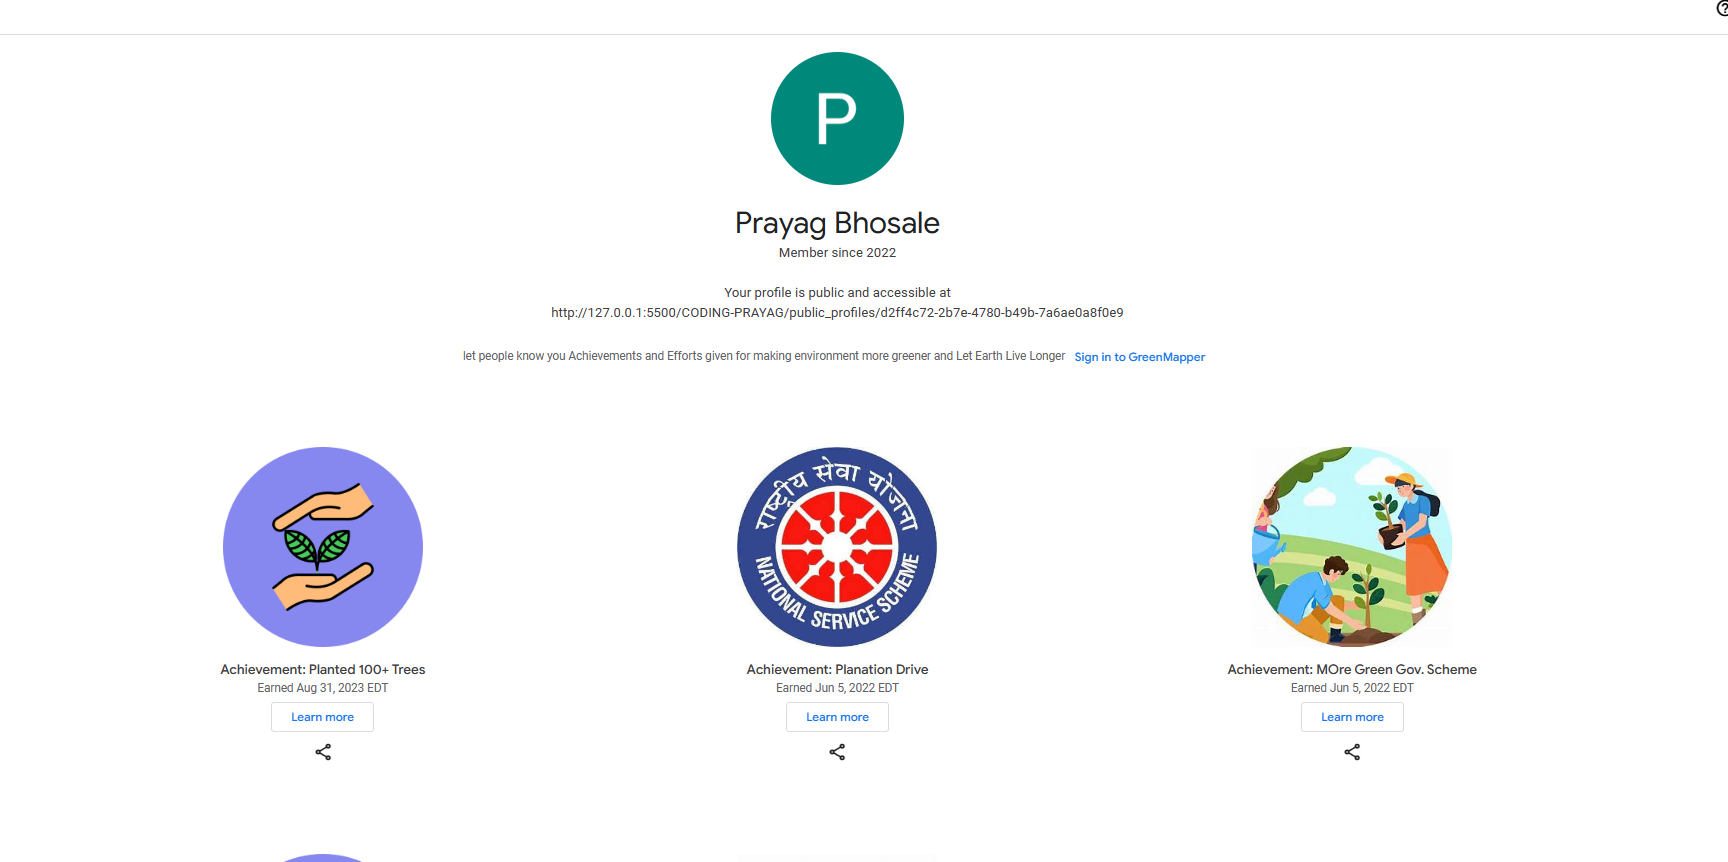 P
Prayag Bhosale
Member since 2022
Your profile is public and accessible at
http://127.0.0.1:5500/CODING-PRAYAG/public_profiles/d2ff4c72-2b7e-4780-b49b-7a6ae0a8f0e9
let people know you Achievements and Efforts given for making environment more greener and Let Earth Live Longer Sign in to GreenMapper
राष्ट्रीय सेवा योजना
NATIONAL SERVICE SCHEME
Achievement: Planted 100+ Trees
Earned Aug 31, 2023 EDT
Learn more
Achievement: Planation Drive
Earned Jun 5, 2022 EDT
Learn more
Achievement: MOre Green Gov. Scheme
Earned Jun 5, 2022 EDT
Learn more